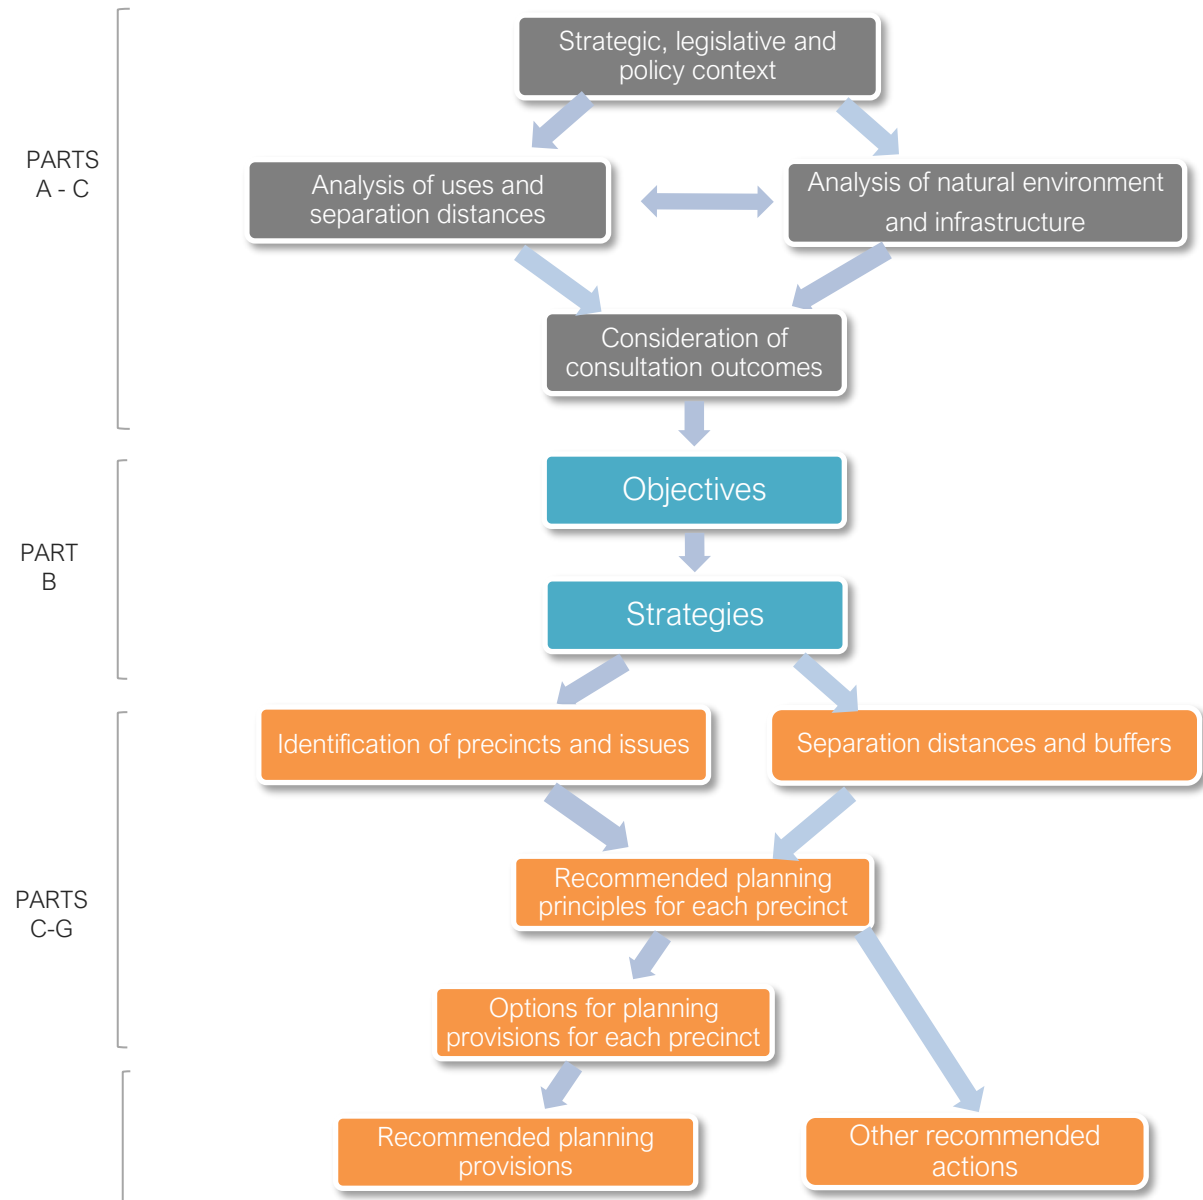 Strategic, legislative and
policy context
PARTS
A - C
Analysis of uses and
separation distances
Analysis of natural environment
and infrastructure
Consideration of
consultation outcomes
Objectives
PART
B
Strategies
Identification of precincts and issues
Separation distances and buffers
PARTS
C-G
Recommended planning
principles for each precinct
Options for planning
provisions for each precinct
Recommended planning
provisions
Other recommended
actions